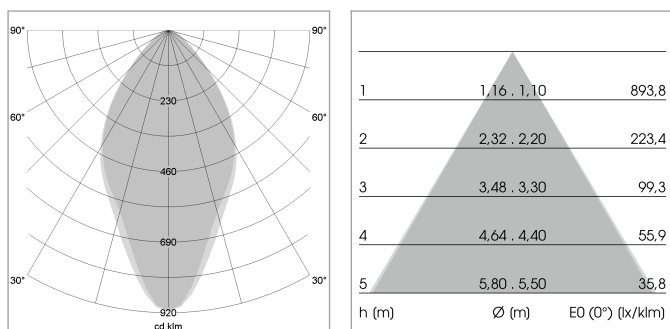 90° 90°
230
60° 60°
460
690
30° 30°
920
cd klm
1 1,16 . 1,10 893,8
2 2,32 . 2,20 223,4
3 3,48 . 3,30 99,3
4 4,64 . 4,40 55,9
5 5,80 . 5,50 35,8
h (m) Ø (m) E0 (0°) (lx/klm)